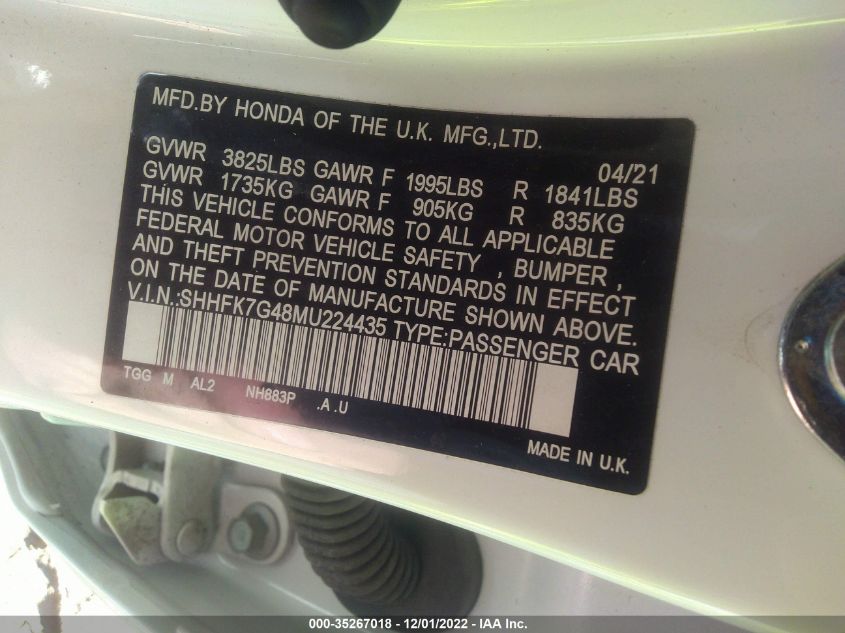 MFD.BY HONDA OF THE U.K. MFG.,LTD.
04/21
GVWR 3825LBS GAWR F 1995LBS R 1841LBS
GVWR 1735KG GAWR F 905KG R 835KG
THIS VEHICLE CONFORMS TO ALL APPLICABLE
FEDERAL MOTOR VEHICLE SAFETY , BUMPER ,
AND THEFT PREVENTION STANDARDS IN EFFECT
ON THE DATE OF MANUFACTURE SHOWN ABOVE.
V.I.N.:SHHFK7G48MU224435 TYPE:PASSENGER CAR
TGG M AL2 NH883P .A .U
MADE IN U.K.
000-35267018 - 12/01/2022 - IAA Inc.